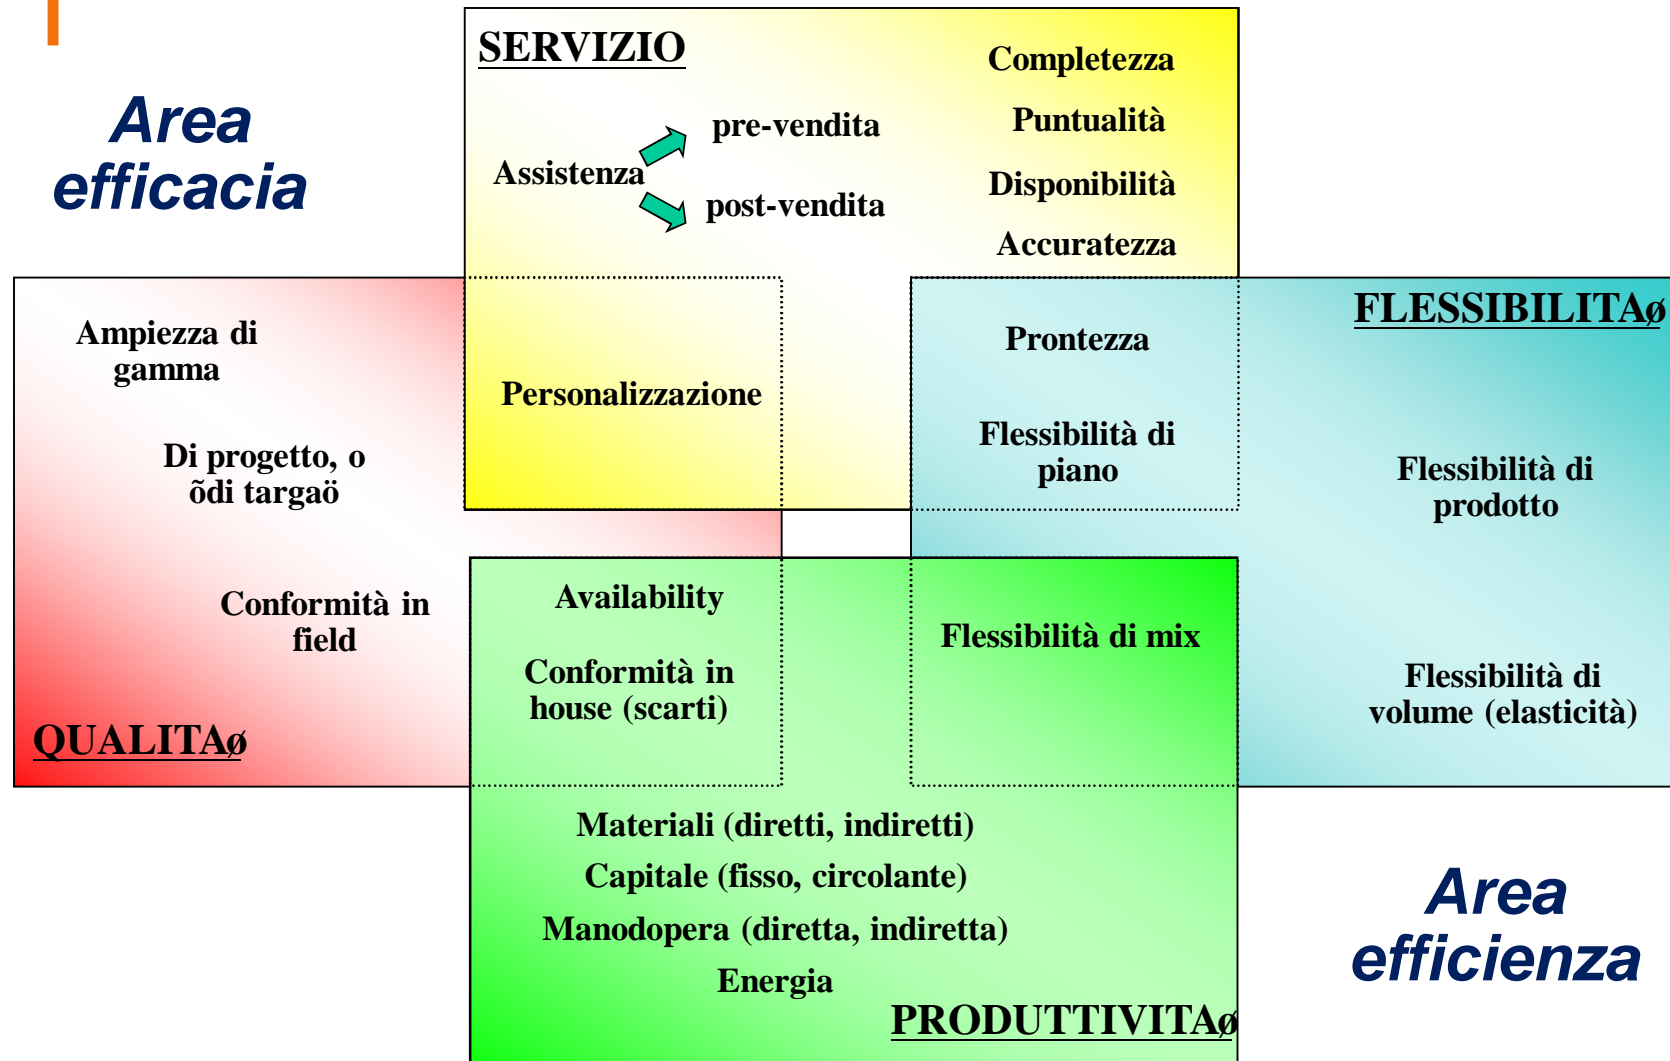 SERVIZIO
Completezza
Area
efficacia
pre-vendita
Puntualità
Assistenza
post-vendita
Disponibilità
Accuratezza
Ampiezza di
gamma
Personalizzazione
Prontezza
FLESSIBILITAø
Di progetto, o
õdi targaö
Flessibilità di
piano
Flessibilità di
prodotto
Conformità in
field
Availability
Flessibilità di mix
Conformità in
house (scarti)
Flessibilità di
volume (elasticità)
QUALITAø
Materiali (diretti, indiretti)
Capitale (fisso, circolante)
Manodopera (diretta, indiretta)
Energia
PRODUTTIVITAø
Area
efficienza